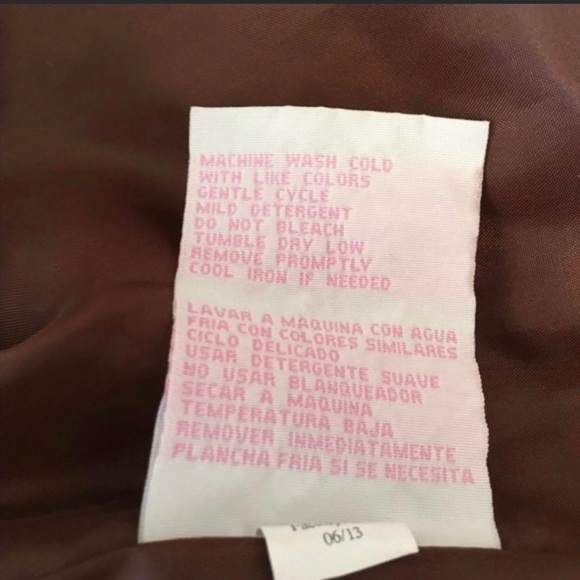 MACHINE WASH COLD
WITH LIKE COLORS
GENTLE CYCLE
MILD DETERGENT
DO NOT BLEACH
TUMBLE DRY LOW
REMOVE PROMPTLY
COOL IRON IF NEEDED
LAVAR A MAQUINA CON AGUA
FRIA CON COLORES SIMILARES
CICLO DELICADO
USAR DETERGENTE SUAVE
NO USAR BLANQUEADOR
SECAR A MAQUINA
TEMPERATURA BAJA
REMOVER INMEDIATAMENTE
PLANCHA FRIA SI SE NECESITA
06/13